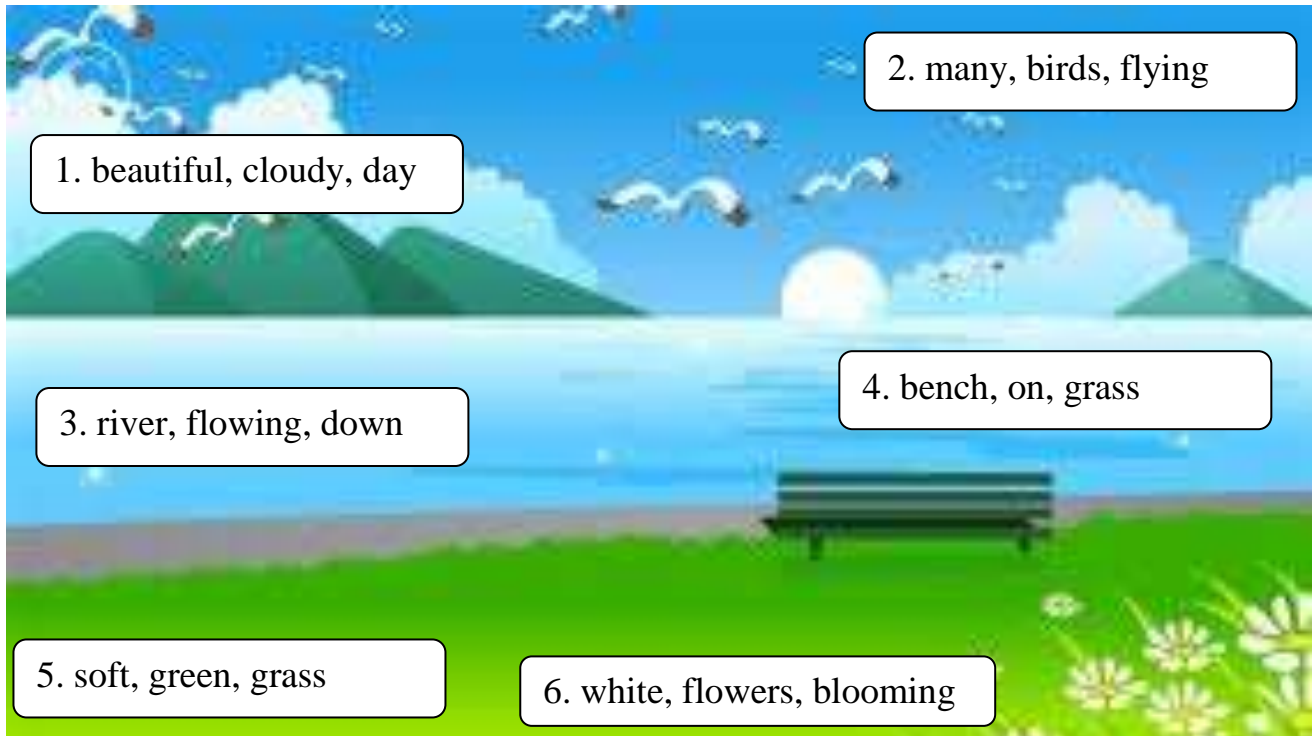 1. beautiful, cloudy, day
2. many, birds, flying
3. river, flowing, down
4. bench, on, grass
5. soft, green, grass
6. white, flowers, blooming